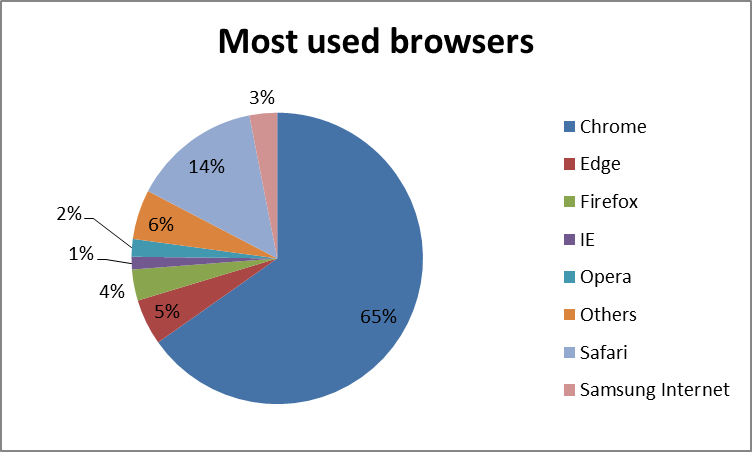 Most used browsers
3%
14%
6%
2%
1%
4%
5%
65%
Chrome
Edge
Firefox
IE
Opera
Others
Safari
Samsung Internet